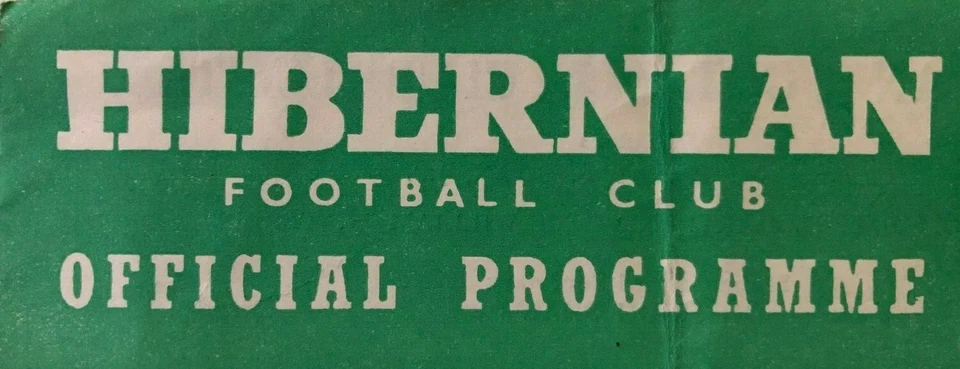 HIBERNIAN
FOOTBALL CLUB
OFFICIAL PROGRAMME